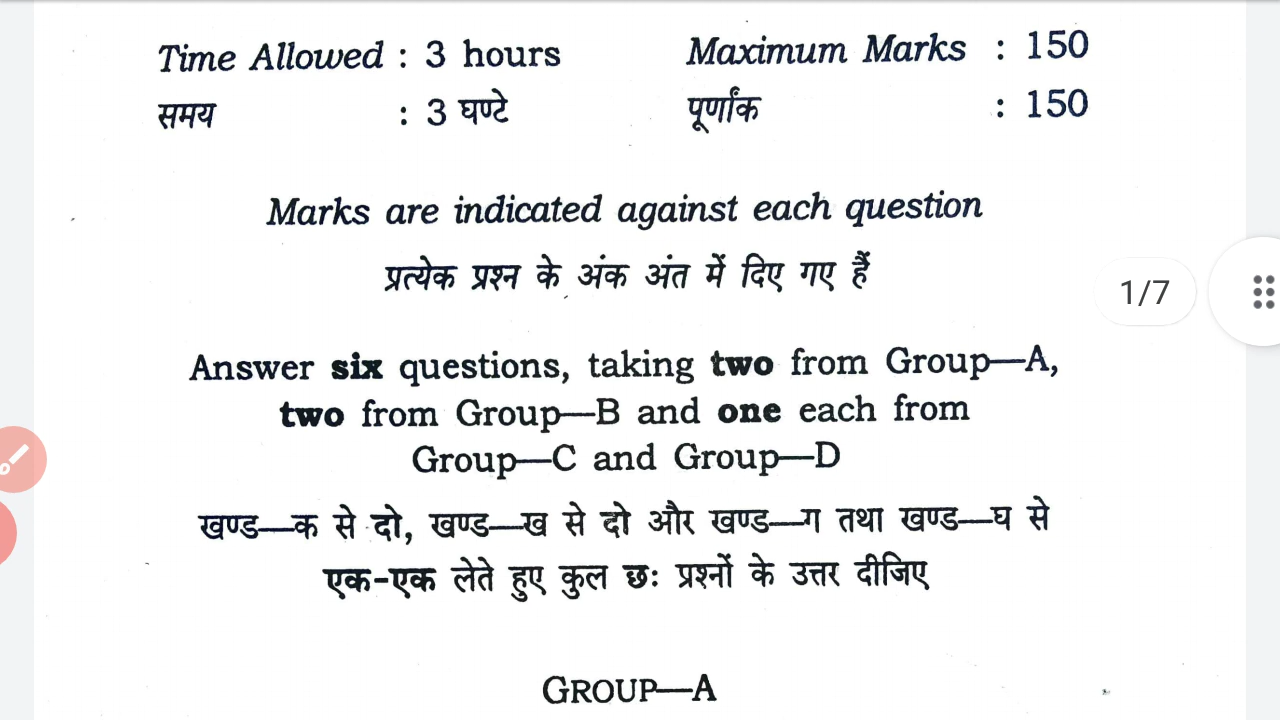 Time Allowed : 3 hours Maximum Marks : 150
समय : 3 घण्टे पूर्णांक : 150
Marks are indicated against each question
प्रत्येक प्रश्न के अंक अंत में दिए गए हैं
1/7
Answer six questions, taking two from Group—A,
two from Group—B and one each from
Group—C and Group—D
खण्ड—क से दो, खण्ड—ख से दो और खण्ड—ग तथा खण्ड—घ से
एक-एक लेते हुए कुल छः प्रश्नों के उत्तर दीजिए
GROUP—A